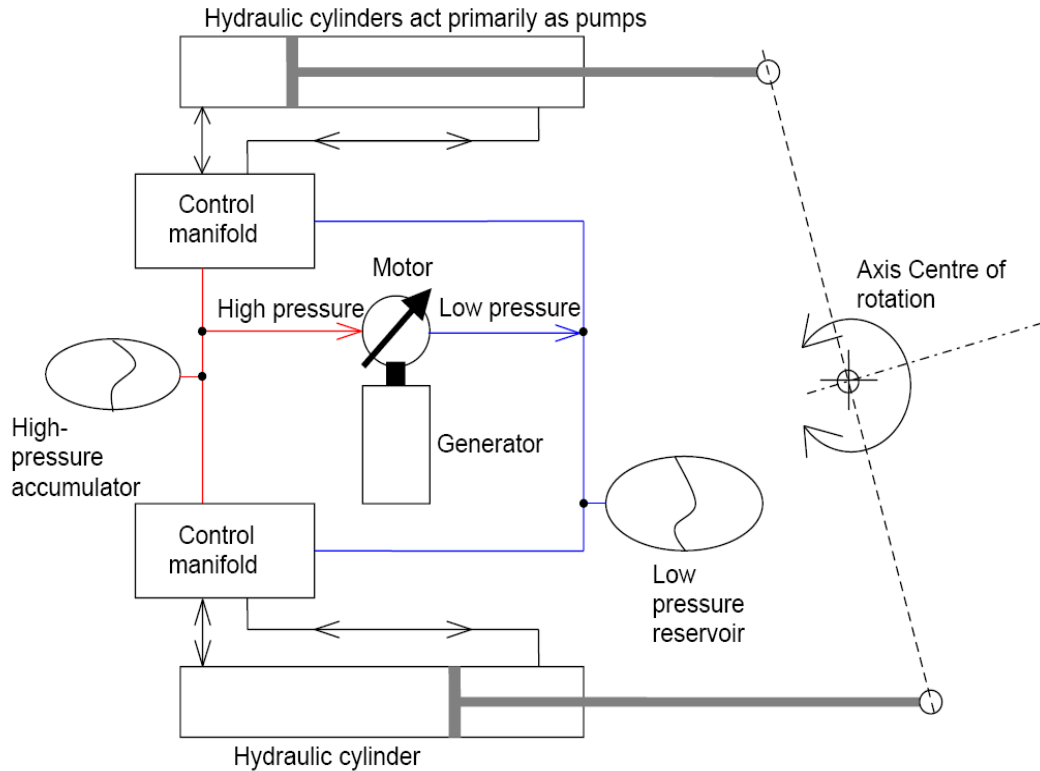 Hydraulic cylinders act primarily as pumps
Control
manifold
Motor
High pressure
Low pressure
Axis Centre of
rotation
High-
pressure
accumulator
Generator
Control
manifold
Low
pressure
reservoir
Hydraulic cylinder